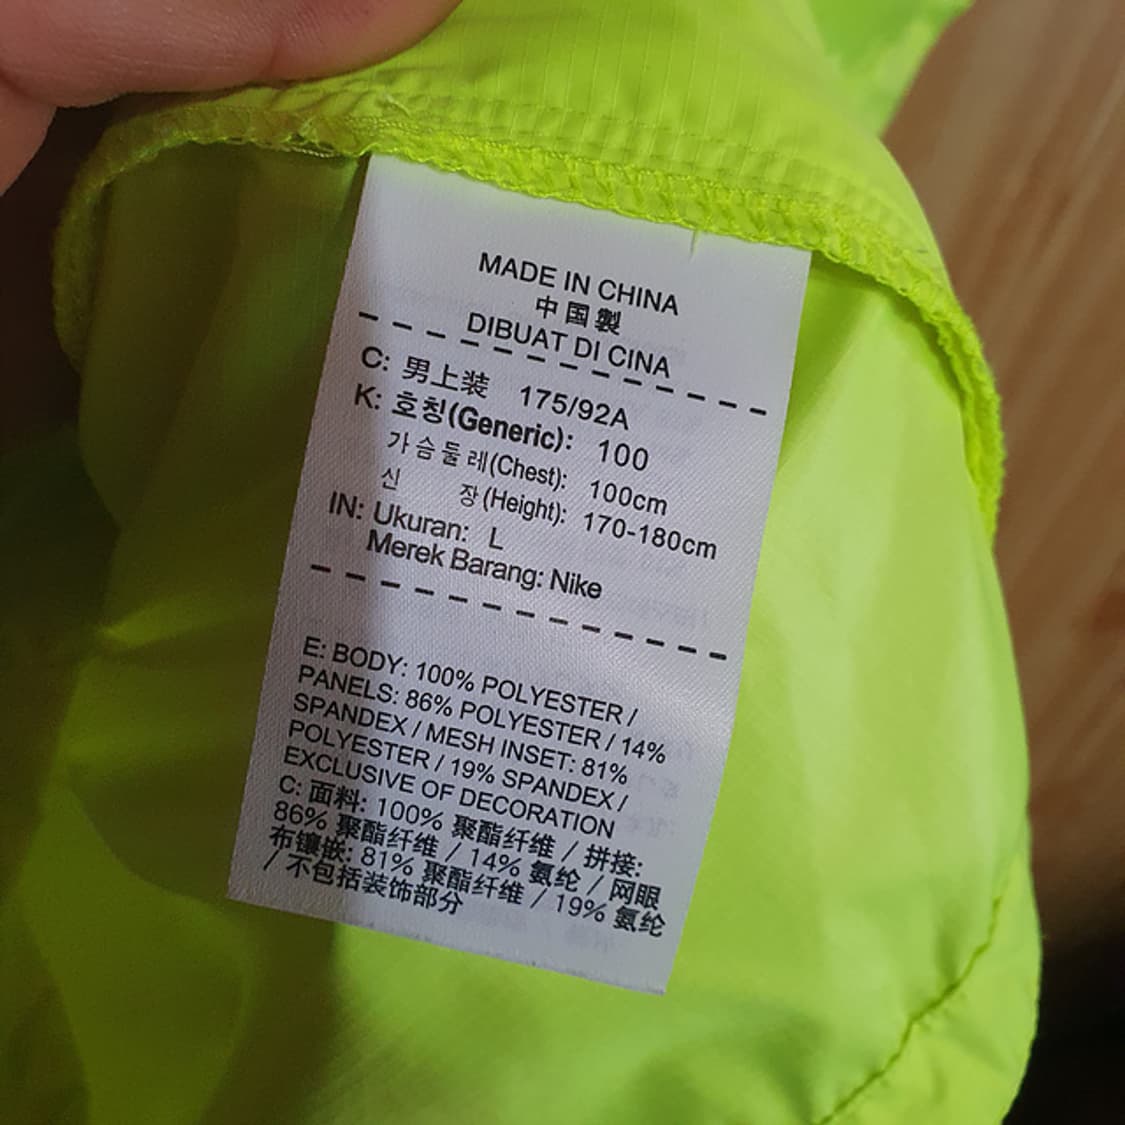 MADE IN CHINA
中国製
DIBUAT DI CINA
C: 男上装 175/92A
K: 호칭(Generic): 100
가슴둘레(Chest): 100cm
신 장(Height): 170-180cm
IN: Ukuran: L
Merek Barang: Nike
E: BODY: 100% POLYESTER /
PANELS: 86% POLYESTER / 14%
SPANDEX / MESH INSET: 81%
POLYESTER / 19% SPANDEX /
EXCLUSIVE OF DECORATION
C: 面料: 100% 聚酯纤维 / 拼接:
86% 聚酯纤维 / 14% 氨纶 / 网眼
布镶嵌: 81% 聚酯纤维 / 19% 氨纶
/ 不包括装饰部分